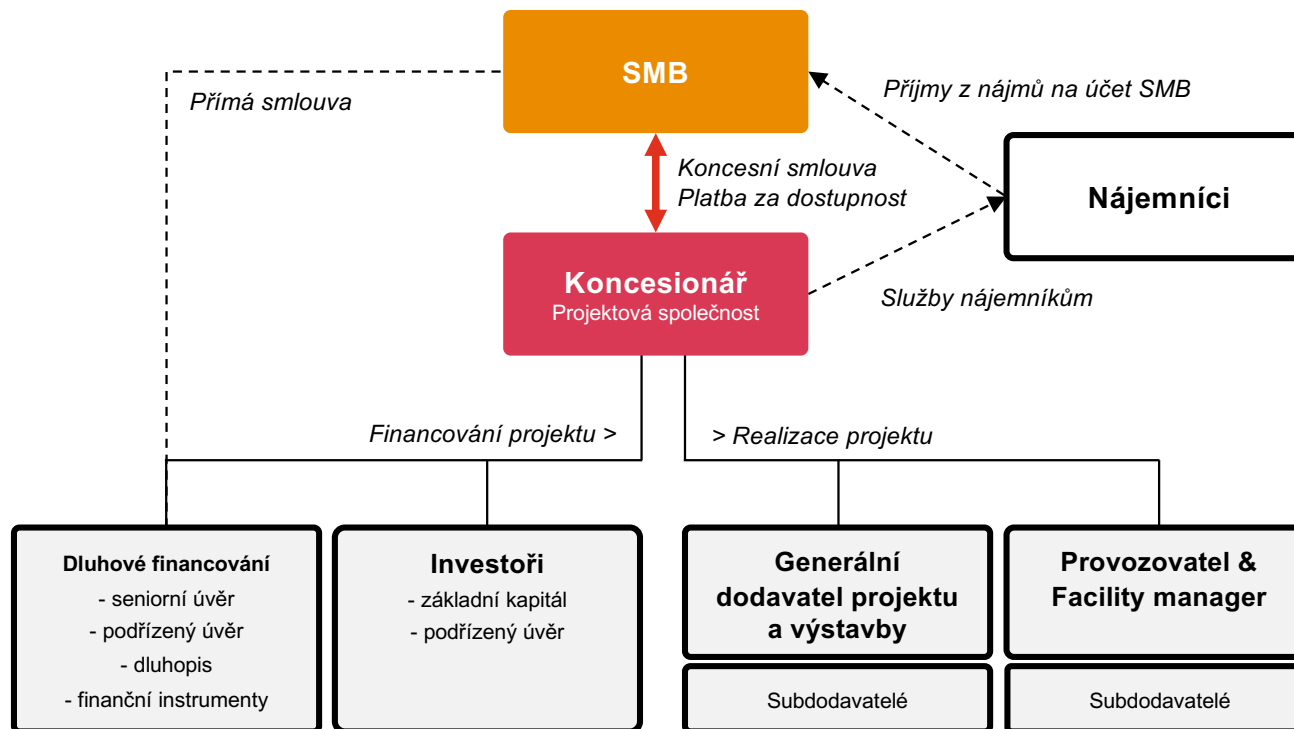 SMB
Přímá smlouva
Příjmy z nájmů na účet SMB
Koncesní smlouva
Platba za dostupnost
Nájemníci
Koncesionář
Projektová společnost
Služby nájemníkům
Financování projektu >
> Realizace projektu
Dluhové financování
- seniorní úvěr
- podřízený úvěr
- dluhopis
- finanční instrumenty
Investoři
- základní kapitál
- podřízený úvěr
Generální
dodavatel projektu
a výstavby
Subdodavatelé
Provozovatel &
Facility manager
Subdodavatelé